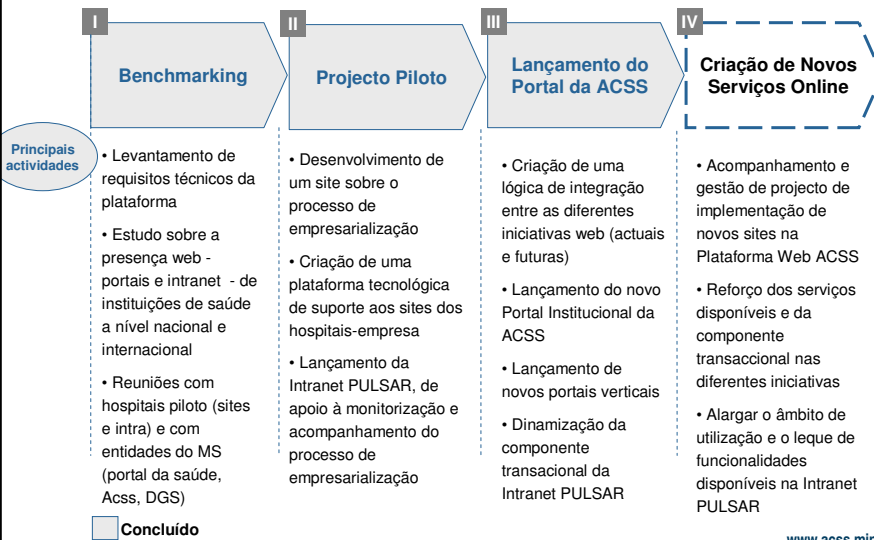 I
II
III
IV
Benchmarking
Projecto Piloto
Lançamento do
Portal da ACSS
Criação de Novos
Serviços Online
Principais
actividades
• Levantamento de
requisitos técnicos da
plataforma
• Estudo sobre a
presença web -
portais e intranet - de
instituições de saúde
a nível nacional e
internacional
• Reuniões com
hospitais piloto (sites
e intra) e com
entidades do MS
(portal da saúde,
Acss, DGS)
• Desenvolvimento de
um site sobre o
processo de
empresarialização
• Criação de uma
plataforma tecnológica
de suporte aos sites dos
hospitais-empresa
• Lançamento da
Intranet PULSAR, de
apoio à monitorização e
acompanhamento do
processo de
empresarialização
• Criação de uma
lógica de integração
entre as diferentes
iniciativas web (actuais
e futuras)
• Lançamento do novo
Portal Institucional da
ACSS
• Lançamento de
novos portais verticais
• Dinamização da
componente
transacional da
Intranet PULSAR
• Acompanhamento e
gestão de projecto de
implementação de
novos sites na
Plataforma Web ACSS
• Reforço dos serviços
disponíveis e da
componente
transaccional nas
diferentes iniciativas
• Alargar o âmbito de
utilização e o leque de
funcionalidades
disponíveis na Intranet
PULSAR
Concluído
www.acss.min